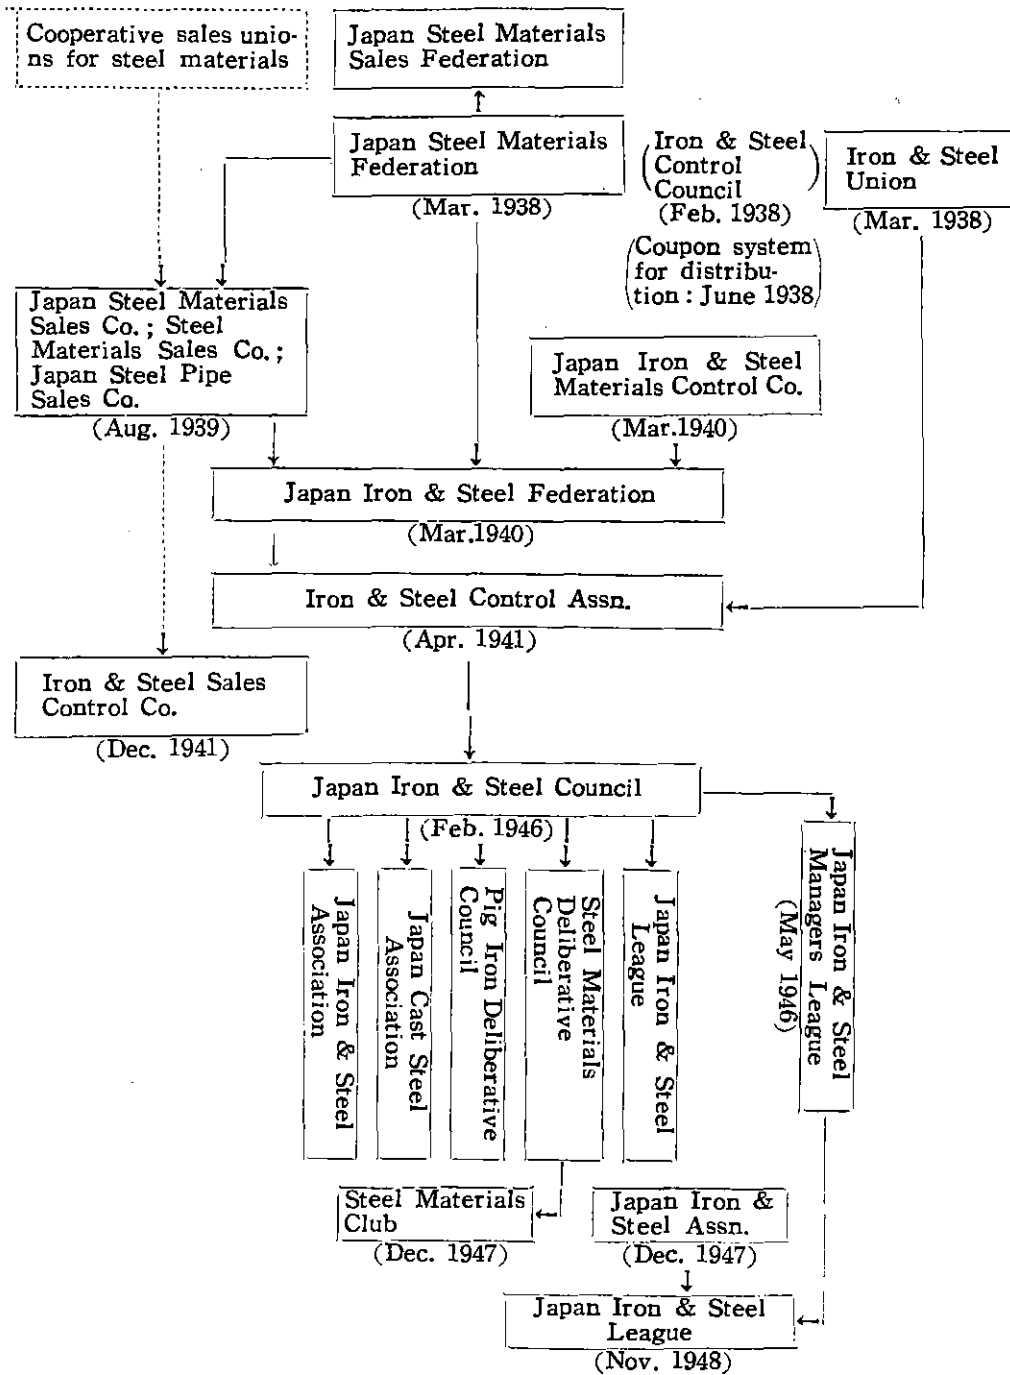 Cooperative sales unio-
ns for steel materials
Japan Steel Materials
Sales Federation
Japan Steel Materials
Federation
(Mar. 1938)
(Iron & Steel
Control
Council)
(Feb. 1938)
Iron & Steel
Union
(Mar. 1938)
(Coupon system
for distribu-
tion: June 1938)
Japan Steel Materials
Sales Co.; Steel
Materials Sales Co.;
Japan Steel Pipe
Sales Co.
(Aug. 1939)
Japan Iron & Steel
Materials Control Co.
(Mar.1940)
Japan Iron & Steel Federation
(Mar.1940)
Iron & Steel Control Assn.
(Apr. 1941)
Iron & Steel Sales
Control Co.
(Dec. 1941)
Japan Iron & Steel Council
(Feb. 1946)
Japan Iron & Steel
Association
Japan Cast Steel
Association
Pig Iron Deliberative
Council
Steel Materials
Deliberative
Council
Japan Iron & Steel
League
Japan Iron & Steel
Managers League
(May 1946)
Steel Materials
Club
(Dec. 1947)
Japan Iron &
Steel Assn.
(Dec. 1947)
Japan Iron & Steel
League
(Nov. 1948)